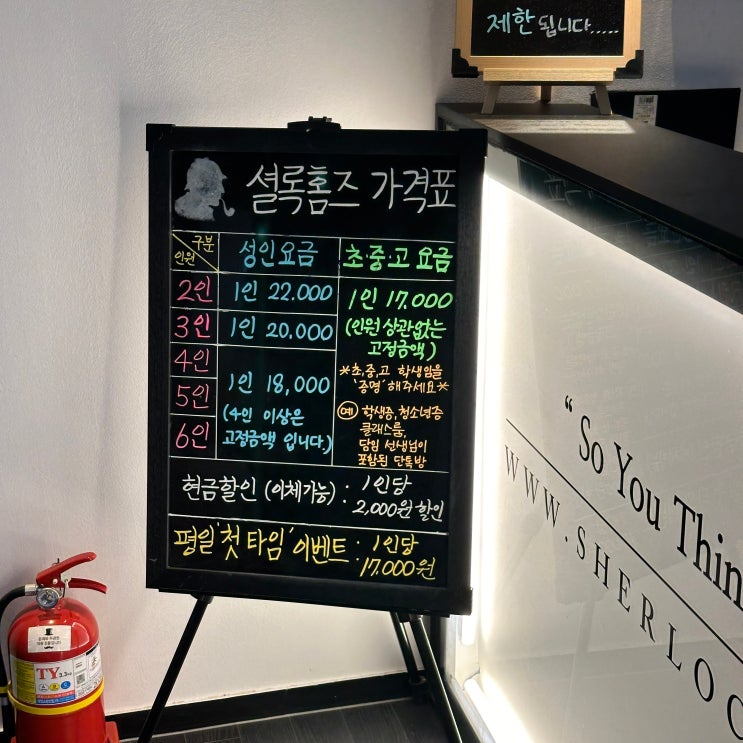 제한 됩니다.....
셜록홈즈 가격표
구분
인원
성인요금
초·중·고 요금
2인
1인 22.000
1인 17.000
(인원 상관없는
고정금액)
3인
1인 20.000
4인
5인
6인
1인 18,000
(4인 이상은
고정금액 입니다.)
*초,중,고 학생임을
'증명' 해주세요*
예 학생증,청소년증
클래스룸,
담임 선생님이
포함된 단톡방
현금할인 (이체가능) : 1인당
2,000원 할인
평일 '첫 타임' 이벤트 : 1인당
17.000원
"So You Thin
WWW.SHERLOC
TY 3.3kg